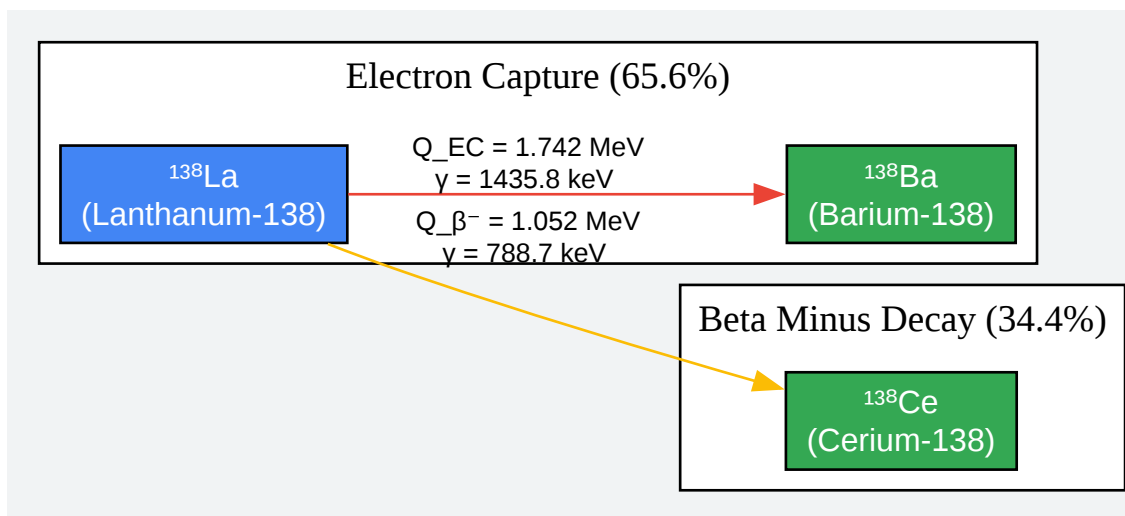 Electron Capture (65.6%)
Q_EC = 1.742 MeV
γ = 1435.8 keV
¹³⁸La
(Lanthanum-138)
¹³⁸Ba
(Barium-138)
Q_β⁻ = 1.052 MeV
γ = 788.7 keV
Beta Minus Decay (34.4%)
¹³⁸Ce
(Cerium-138)